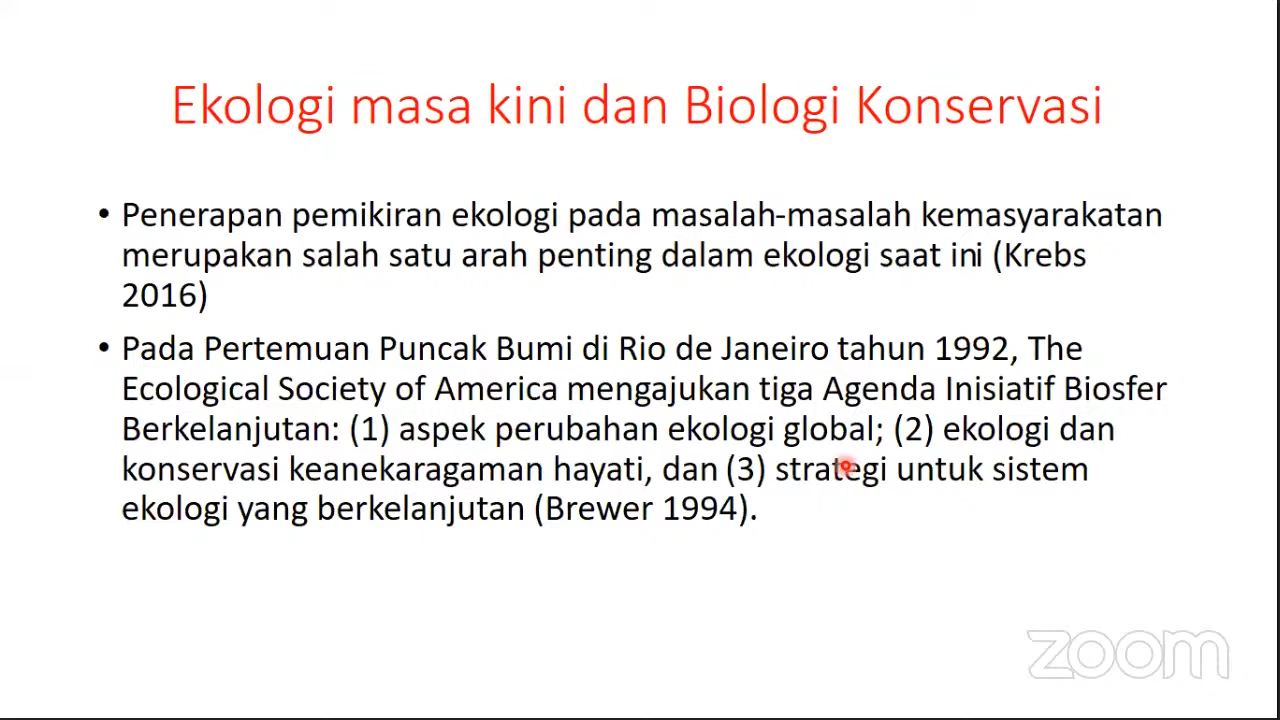 Ekologi masa kini dan Biologi Konservasi
• Penerapan pemikiran ekologi pada masalah-masalah kemasyarakatan
merupakan salah satu arah penting dalam ekologi saat ini (Krebs
2016)
• Pada Pertemuan Puncak Bumi di Rio de Janeiro tahun 1992, The
Ecological Society of America mengajukan tiga Agenda Inisiatif Biosfer
Berkelanjutan: (1) aspek perubahan ekologi global; (2) ekologi dan
konservasi keanekaragaman hayati, dan (3) strategi untuk sistem
ekologi yang berkelanjutan (Brewer 1994).
zoom